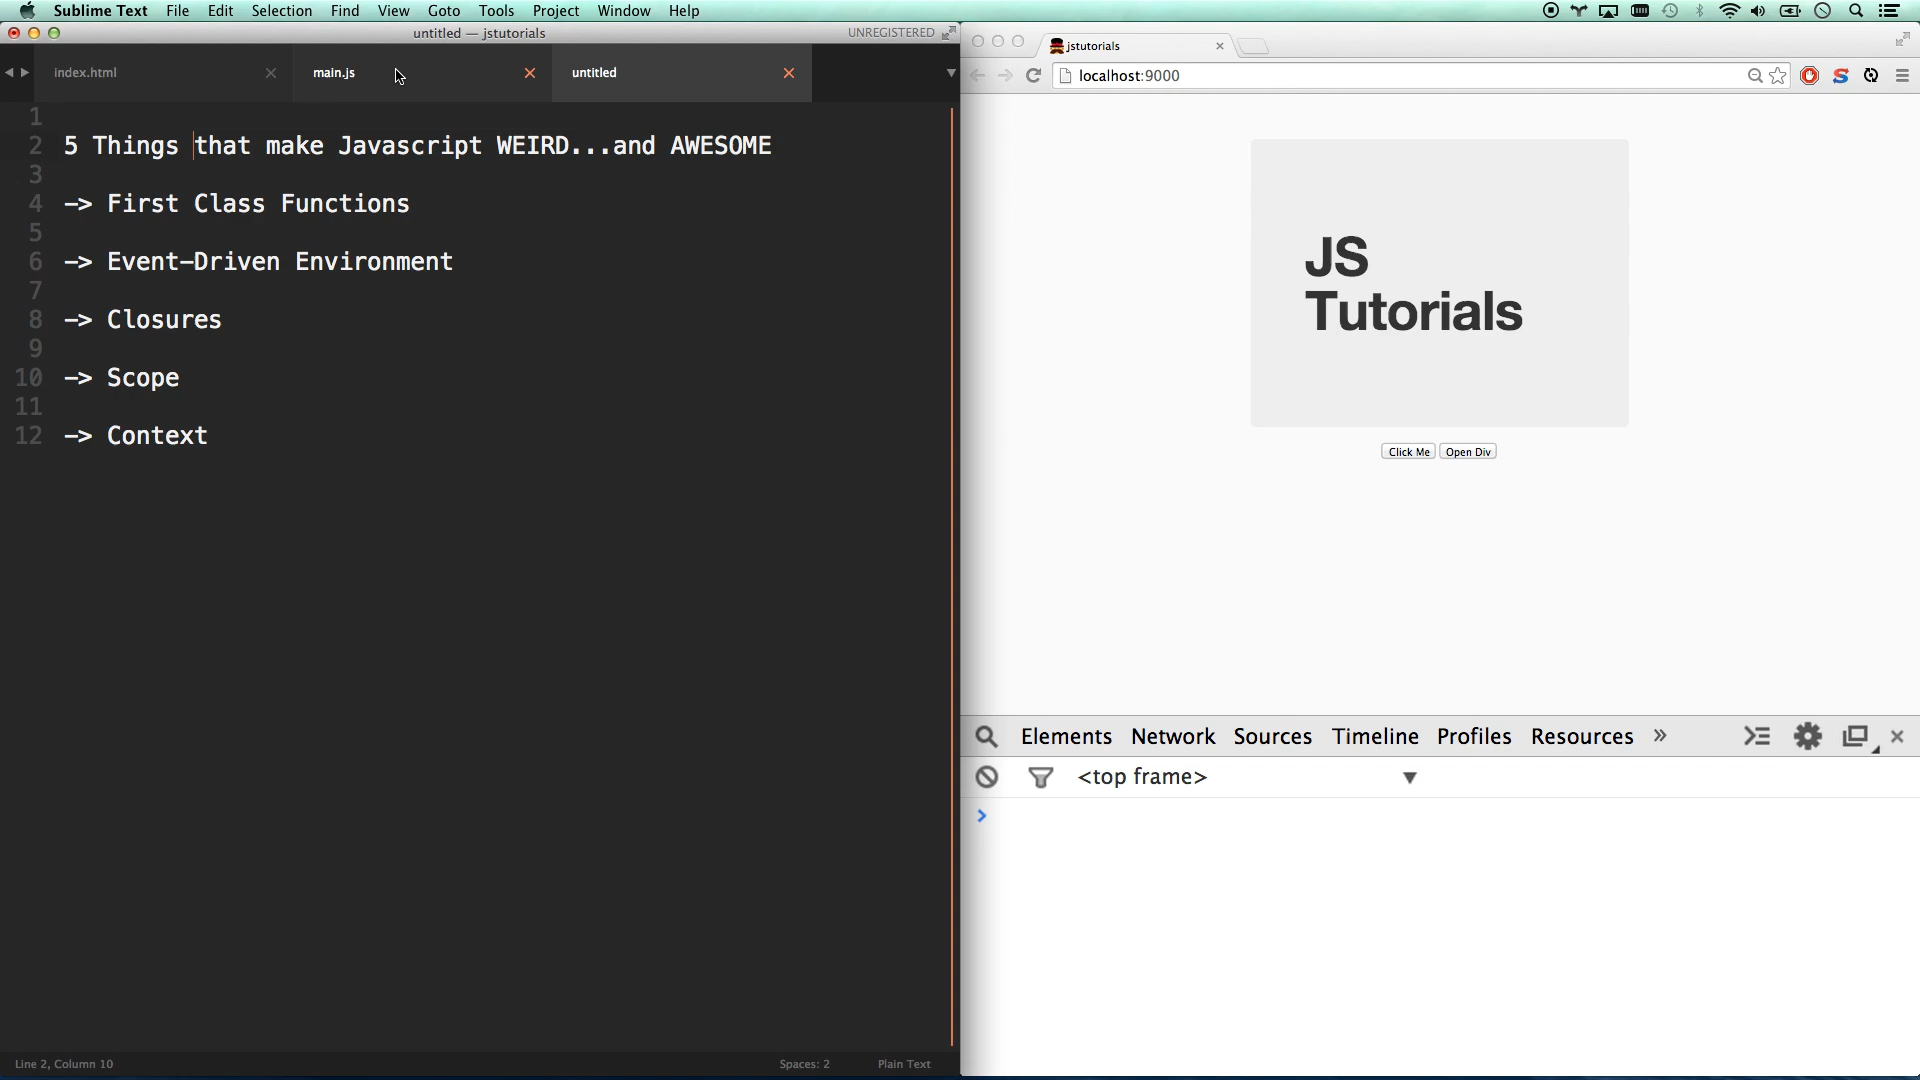 Sublime Text File Edit Selection Find View Goto Tools Project Window Help
untitled — jstutorials UNREGISTERED
index.html main.js untitled
1
2 5 Things that make Javascript WEIRD...and AWESOME
3
4 —> First Class Functions
5
6 —> Event-Driven Environment
7
8 —> Closures
9
10 —> Scope
11
12 —> Context
Line 2, Column 10 Spaces: 2 Plain Text
jstutorials
localhost:9000
JS
Tutorials
Click Me Open Div
Elements Network Sources Timeline Profiles Resources »
<top frame>